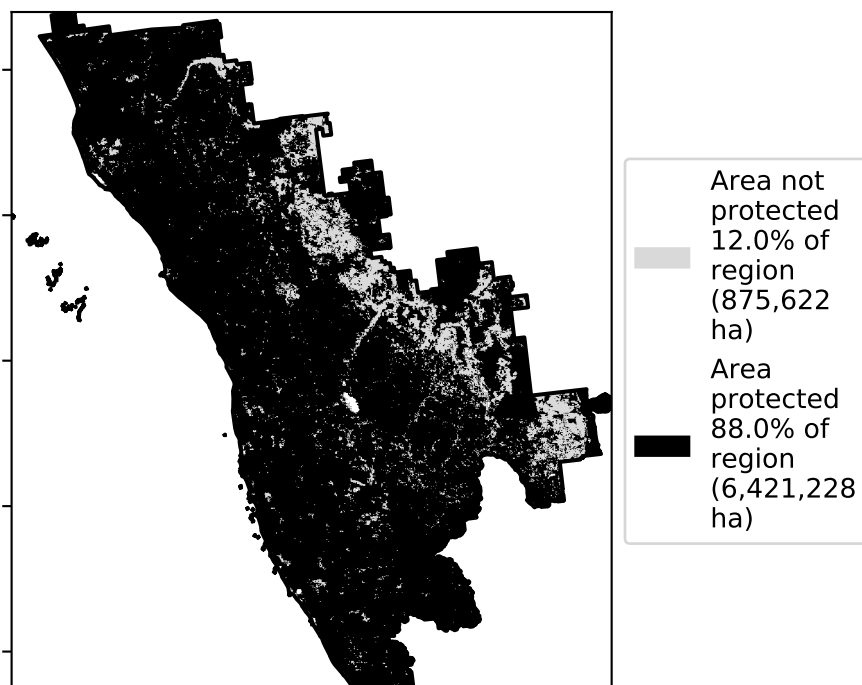 Area not
protected
12.0% of
region
(875,622
ha)
Area
protected
88.0% of
region
(6,421,228
ha)